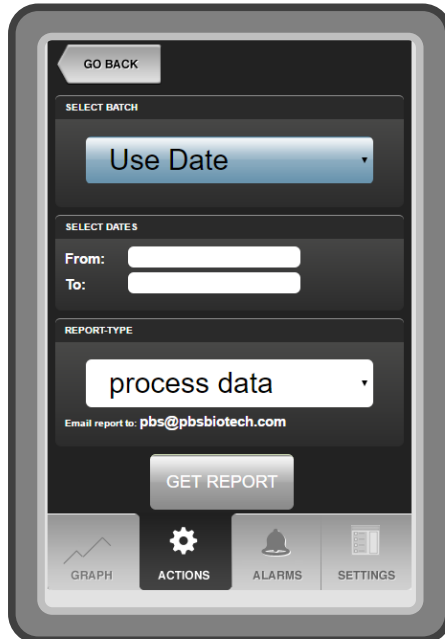 GO BACK
SELECT BATCH
Use Date
SELECT DATES
From:
To:
REPORT-TYPE
process data
Email report to: pbs@pbsbiotech.com
GET REPORT
GRAPH ACTIONS ALARMS SETTINGS